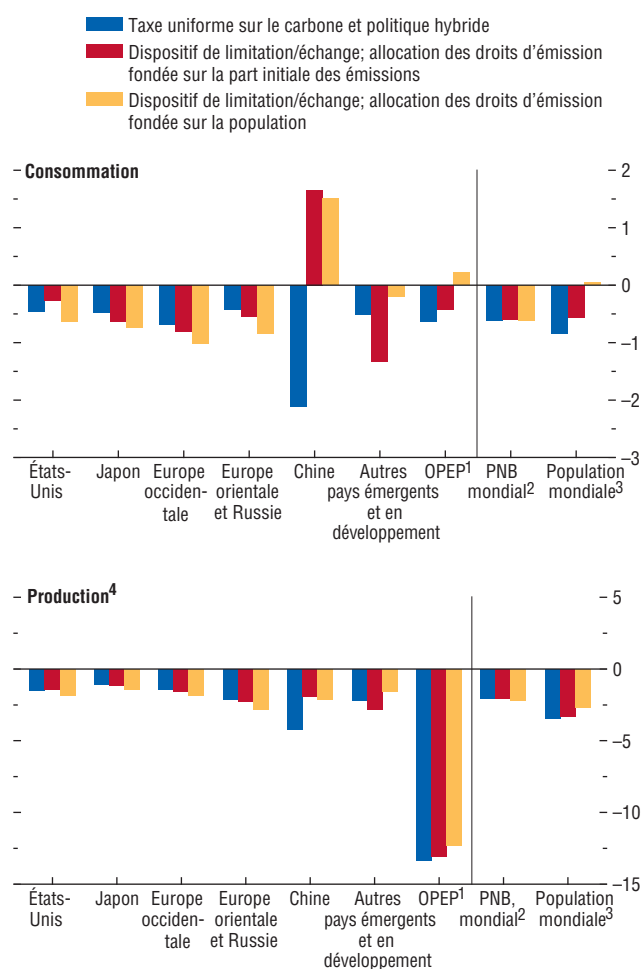 Taxe uniforme sur le carbone et politique hybride
Dispositif de limitation/échange; allocation des droits d'émission
fondée sur la part initiale des émissions
Dispositif de limitation/échange; allocation des droits d'émission
fondée sur la population
Consommation
2
1
0
–1
–2
–3
États-
Unis
Japon
Europe
occiden-
tale
Europe
orientale
et Russie
Chine
Autres
pays émergents
et en
développement
OPEP1
PNB
mondial2
Population
mondiale3
Production4
5
0
–5
–10
–15
États-
Unis
Japon
Europe
occiden-
tale
Europe
orientale
et Russie
Chine
Autres
pays émergents
et en
développement
OPEP1
PNB,
mondial2
Population
mondiale3